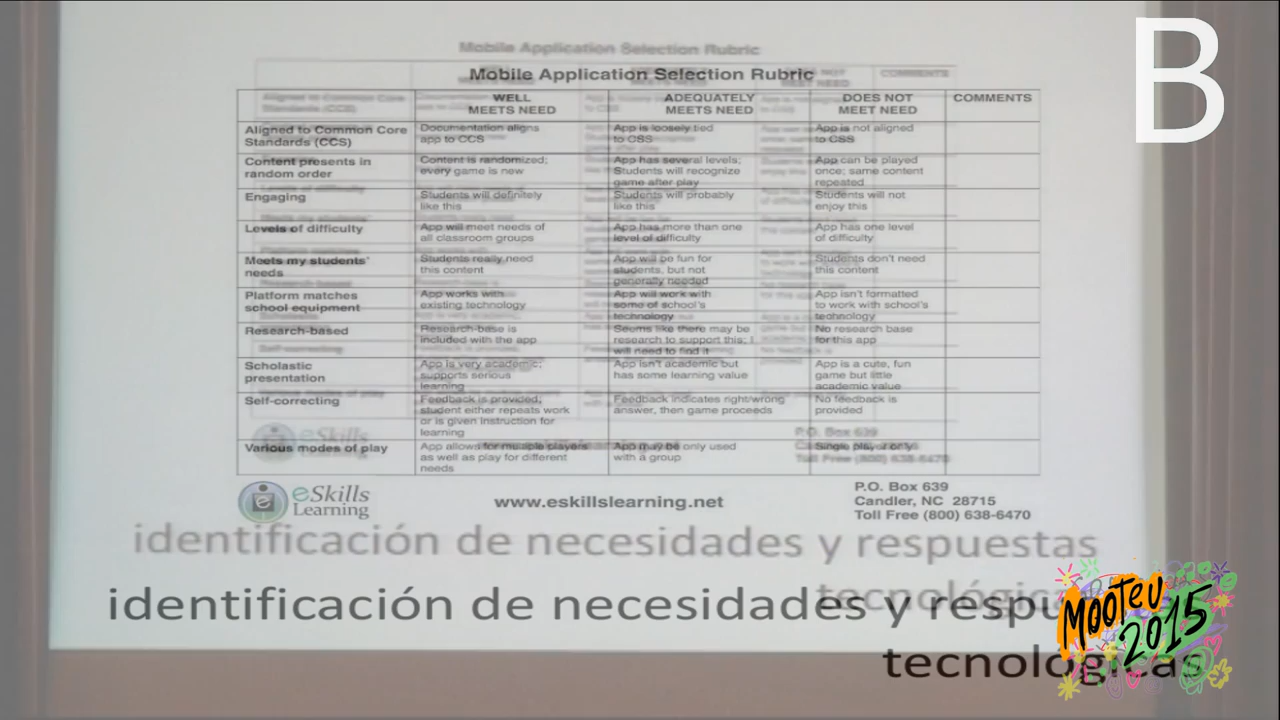 B
Mobile Application Selection Rubric
WELL MEETS NEED
ADEQUATELY MEETS NEED
DOES NOT MEET NEED
COMMENTS
Aligned to Common Core Standards (CCS)
Documentation aligns app to CCS
App is loosely tied to CSS
App is not aligned to CSS
Content presents in random order
Content is randomized; every game is new
App has several levels; Students will recognize game after play
App can be played once; same content repeated
Engaging
Students will definitely like this
Students will probably like this
Students will not enjoy this
Levels of difficulty
App will meet needs of all classroom groups
App has more than one level of difficulty
App has one level of difficulty
Meets my students' needs
Students really need this content
App will be fun for students, but not generally needed
Students don't need this content
Platform matches school equipment
App works with existing technology
App will work with some of school's technology
App isn't formatted to work with school's technology
Research-based
Research-base is included with the app
Seems like there may be research to support this; I will need to find it
No research base for this app
Scholastic presentation
App is very academic; supports serious learning
App isn't academic but has some learning value
App is a cute, fun game but little academic value
Self-correcting
Feedback is provided; student either repeats work or is given instruction for learning
Feedback indicates right/wrong answer, then game proceeds
No feedback is provided
Various modes of play
App allows for multiple players as well as play for different needs
App may be only used with a group
Single player only
eSkills Learning
www.eskillslearning.net
P.O. Box 639
Candler, NC 28715
Toll Free (800) 638-6470
identificación de necesidades y respuestas
identificación de necesidades y respu
tecnológicas
MOOTEU
2015